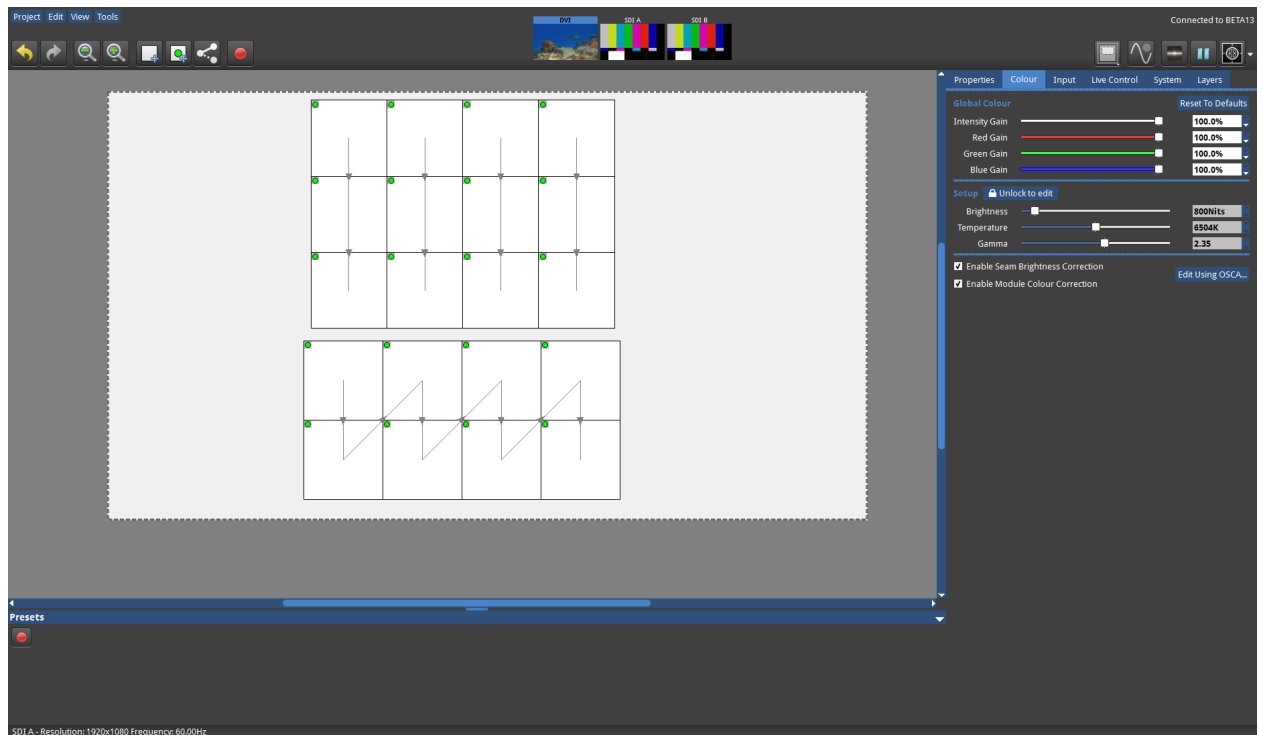 Project Edit View Tools
DVI SDI A SDI B
Connected to BETA13
Properties Colour Input Live Control System Layers
Global Colour Reset To Defaults
Intensity Gain 100.0%
Red Gain 100.0%
Green Gain 100.0%
Blue Gain 100.0%
Setup Unlock to edit
Brightness 800Nits
Temperature 6504K
Gamma 2.35
Enable Seam Brightness Correction
Edit Using OSCA...
Enable Module Colour Correction
Presets
SDI A - Resolution: 1920x1080 Frequency: 60.00Hz